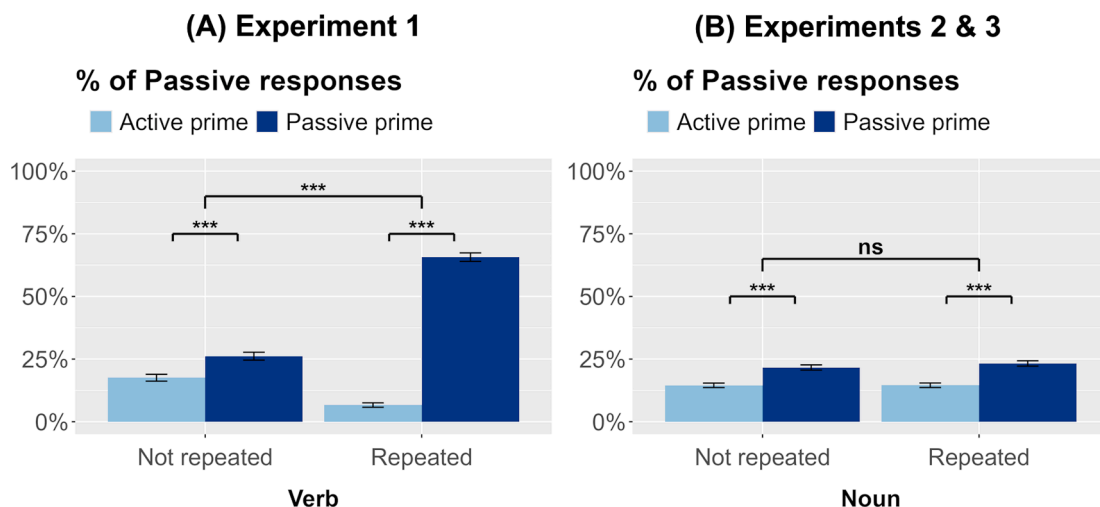 (A) Experiment 1
% of Passive responses
Active prime Passive prime
100%
75%
50%
25%
0%
***
***
***
Not repeated Repeated
Verb
(B) Experiments 2 & 3
% of Passive responses
Active prime Passive prime
100%
75%
50%
25%
0%
ns
***
***
Not repeated Repeated
Noun